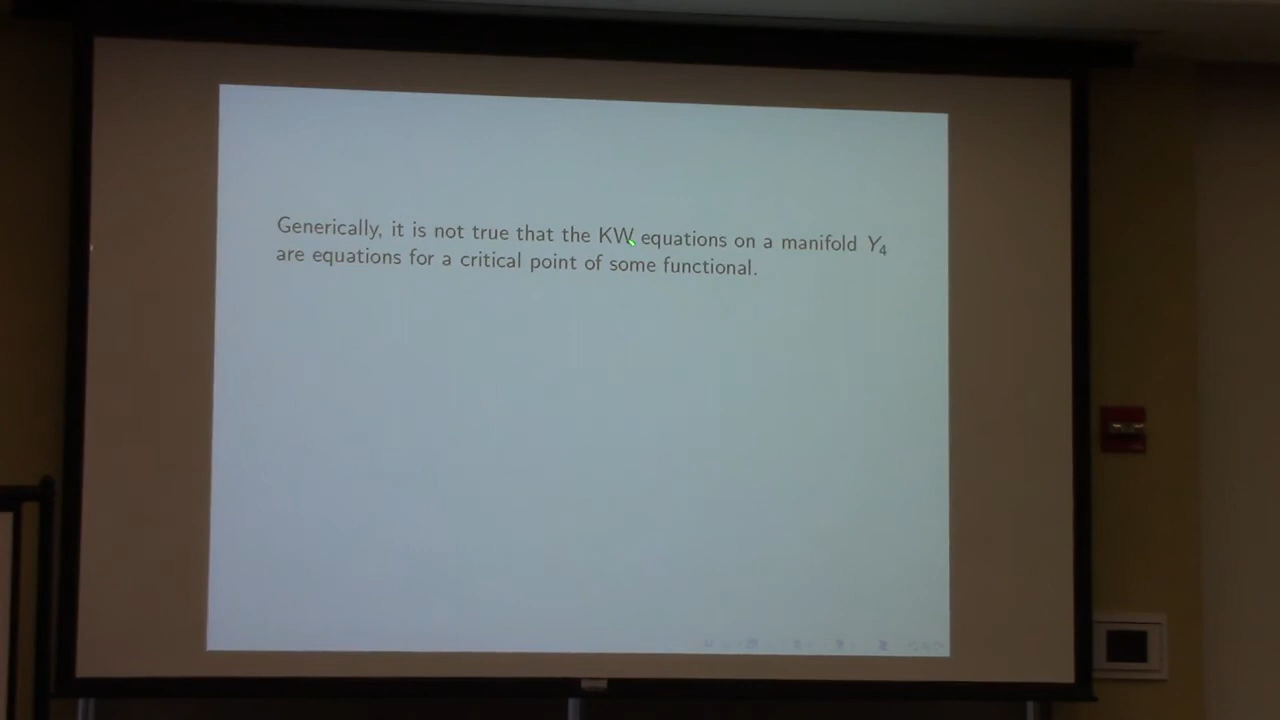 Generically, it is not true that the KW equations on a manifold Y₄
are equations for a critical point of some functional.